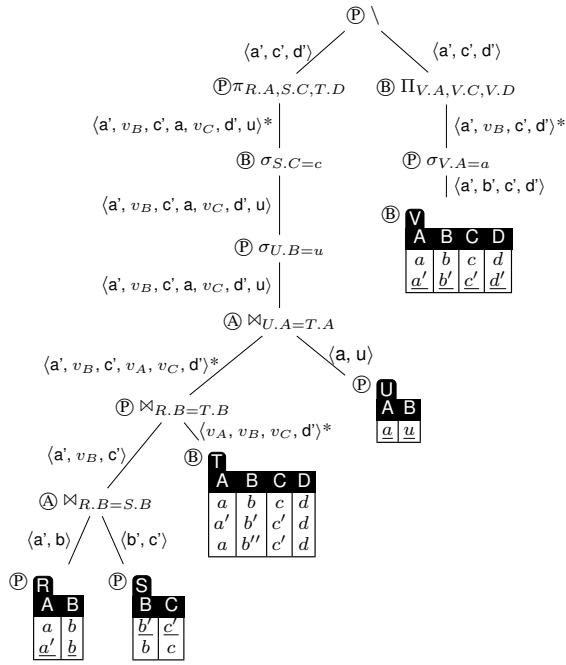 Ⓟ \
⟨a', c', d'⟩ ⟨a', c', d'⟩
Ⓟ π_{R.A,S.C,T.D} Ⓑ Π_{V.A,V.C,V.D}
⟨a', v_B, c', a, v_C, d', u⟩* ⟨a', v_B, c', d'⟩*
Ⓑ σ_{S.C=c} Ⓟ σ_{V.A=a}
⟨a', v_B, c', a, v_C, d', u⟩ ⟨a', b', c', d'⟩
Ⓑ V
A B C D
a b c d
a' b' c' d'
Ⓟ σ_{U.B=u}
⟨a', v_B, c', a, v_C, d', u⟩
Ⓐ ⋈_{U.A=T.A}
⟨a', v_B, c', v_A, v_C, d'⟩* ⟨a, u⟩
Ⓟ U
A B
a u
Ⓟ ⋈_{R.B=T.B}
⟨a', v_B, c'⟩ ⟨v_A, v_B, v_C, d'⟩*
Ⓑ T
A B C D
a b c d
a' b' c' d
a b'' c' d
Ⓐ ⋈_{R.B=S.B}
⟨a', b⟩ ⟨b', c'⟩
Ⓟ R
A B
a b
a' b
Ⓟ S
B C
b' c'
b c